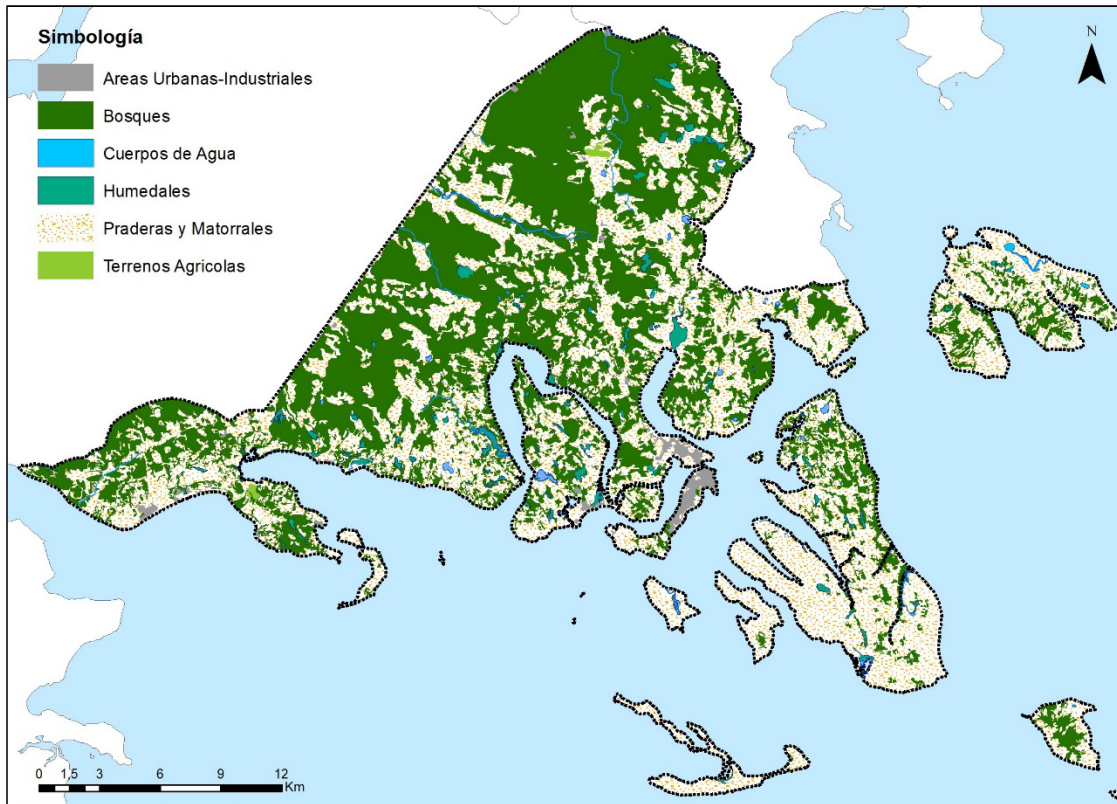 Simbología
Areas Urbanas-Industriales
Bosques
Cuerpos de Agua
Humedales
Praderas y Matorrales
Terrenos Agricolas
N
0 1,5 3 6 9 12
Km